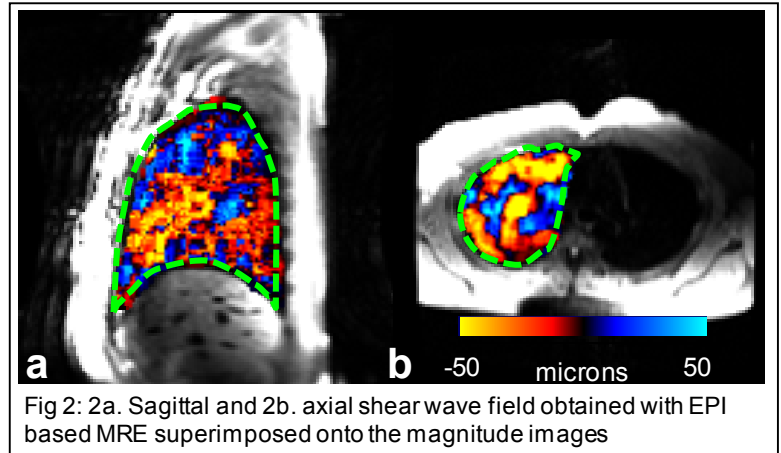 a
b
-50 microns 50
Fig 2: 2a. Sagittal and 2b. axial shear wave field obtained with EPI
based MRE superimposed onto the magnitude images